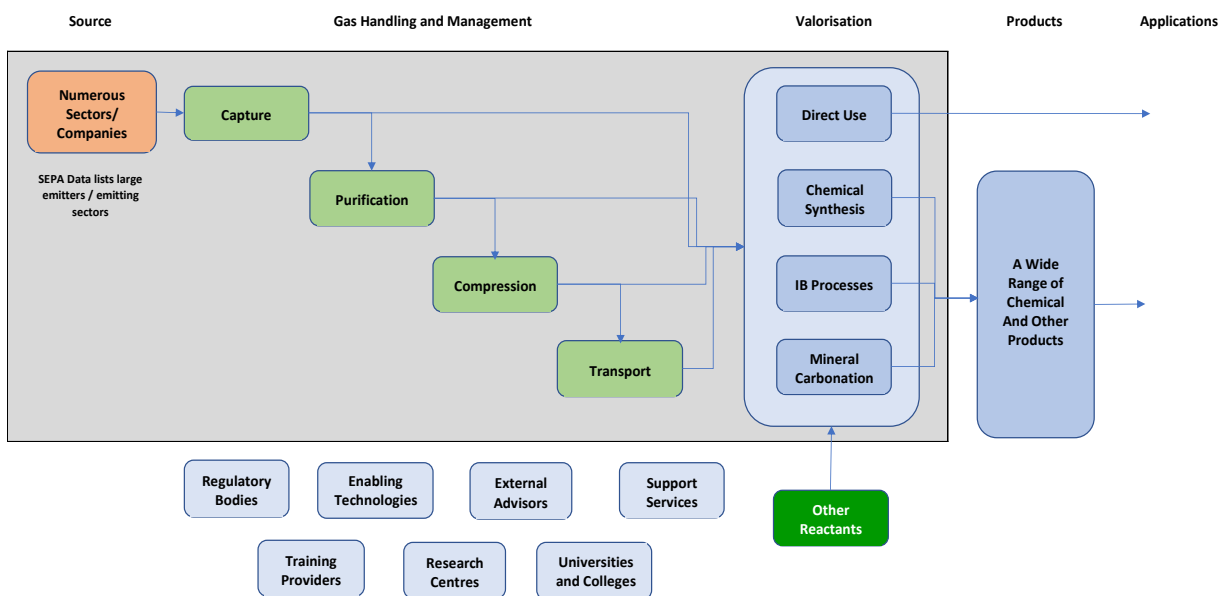 Source
Gas Handling and Management
Valorisation
Products
Applications
Numerous
Sectors/
Companies
SEPA Data lists large
emitters / emitting
sectors
Capture
Purification
Compression
Transport
Direct Use
Chemical
Synthesis
IB Processes
Mineral
Carbonation
A Wide
Range of
Chemical
And Other
Products
Regulatory
Bodies
Enabling
Technologies
External
Advisors
Support
Services
Other
Reactants
Training
Providers
Research
Centres
Universities
and Colleges